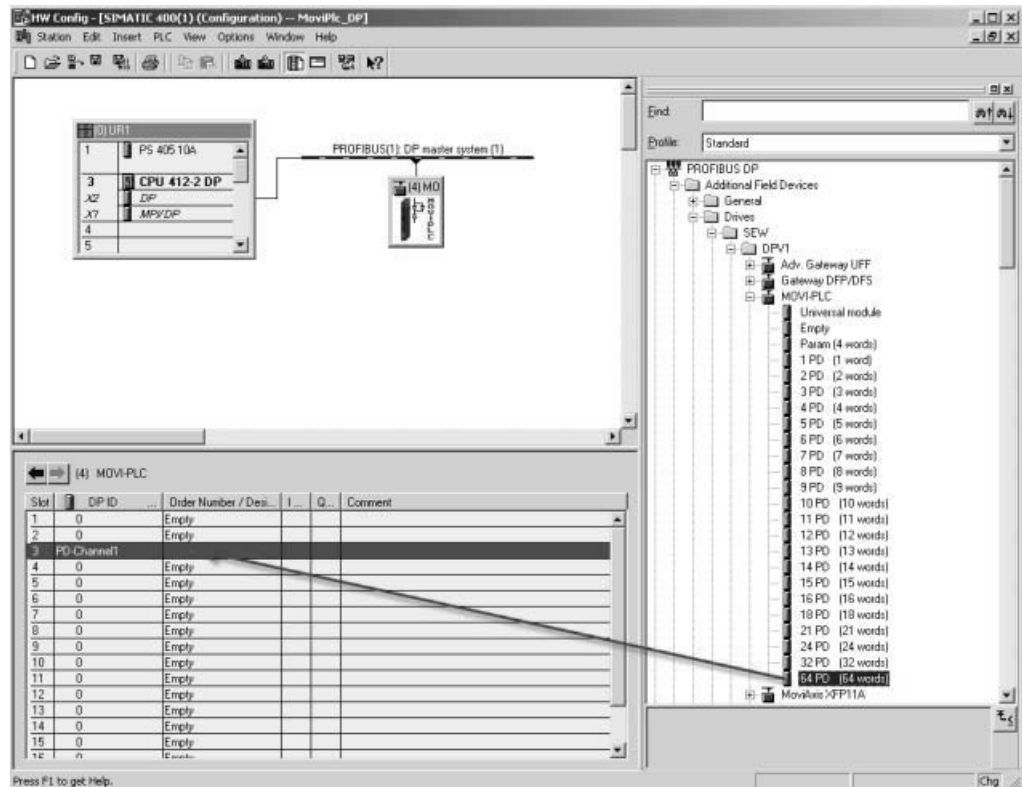 HW Config - [SIMATIC 400(1) (Configuration) -- MoviPlc_DP]
Station Edit Insert PLC View Options Window Help
(0) UR1
1 PS 405 10A
3 CPU 412-2 DP
X2 DP
X1 MPI/DP
4
5
PROFIBUS(1): DP master system (1)
(4) MO
Find:
Profile: Standard
PROFIBUS DP
Additional Field Devices
General
Drives
SEW
DPV1
Adv. Gateway UFF
Gateway DFP/DFS
MOVI-PLC
Universal module
Empty
Param (4 words)
1 PD (1 word)
2 PD (2 words)
3 PD (3 words)
4 PD (4 words)
5 PD (5 words)
6 PD (6 words)
7 PD (7 words)
8 PD (8 words)
9 PD (9 words)
10 PD (10 words)
11 PD (11 words)
12 PD (12 words)
13 PD (13 words)
14 PD (14 words)
15 PD (15 words)
16 PD (16 words)
18 PD (18 words)
21 PD (21 words)
24 PD (24 words)
32 PD (32 words)
64 PD (64 words)
MoviAxis XFP11A
(4) MOVI-PLC
Slot DP ID ... Order Number / Desi... I ... Q... Comment
1 0 Empty
2 0 Empty
3 PD-Channel1
4 0 Empty
5 0 Empty
6 0 Empty
7 0 Empty
8 0 Empty
9 0 Empty
10 0 Empty
11 0 Empty
12 0 Empty
13 0 Empty
14 0 Empty
15 0 Empty
16 0 Empty
Press F1 to get Help.
Chg